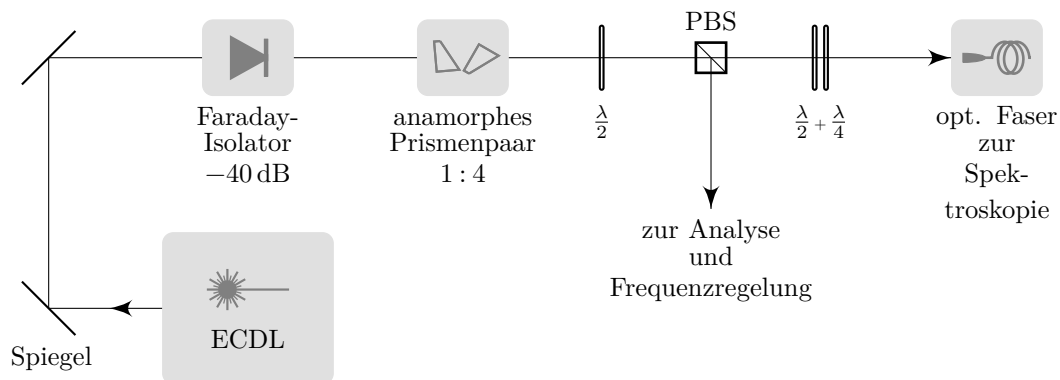 PBS
Faraday-
Isolator
−40 dB
anamorphes
Prismenpaar
1 : 4
λ/2
λ/2 + λ/4
opt. Faser
zur
Spek-
troskopie
zur Analyse
und
Frequenzregelung
ECDL
Spiegel